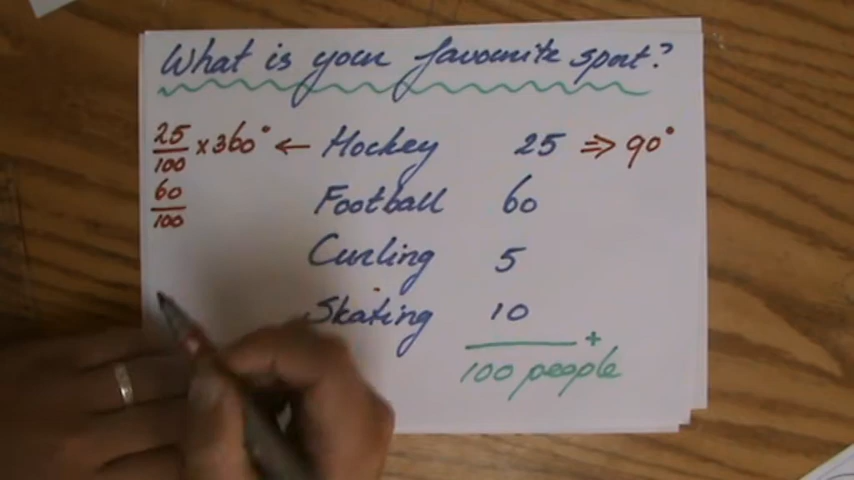 What is your favourite sport?
25/100 x 360° ← Hockey 25 ⇒ 90°
60/100 Football 60
Curling 5
Skating 10
+
100 people